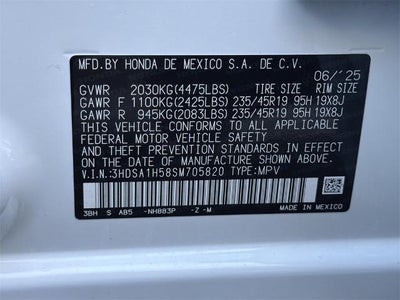 MFD.BY HONDA DE MEXICO S.A. DE C.V.
06/'25
GVWR 2030KG(4475LBS) TIRE SIZE RIM SIZE
GAWR F 1100KG(2425LBS) 235/45R19 95H 19X8J
GAWR R 945KG(2083LBS) 235/45R19 95H 19X8J
THIS VEHICLE CONFORMS TO ALL APPLICABLE
FEDERAL MOTOR VEHICLE SAFETY, BUMPER,
AND THEFT PREVENTION STANDARDS IN EFFECT ON THE
DATE OF MANUFACTURE SHOWN ABOVE.
V.I.N:3HDSA1H58SM705820 TYPE:MPV
3BH S AB5 -NH883P -Z -M
MADE IN MEXICO